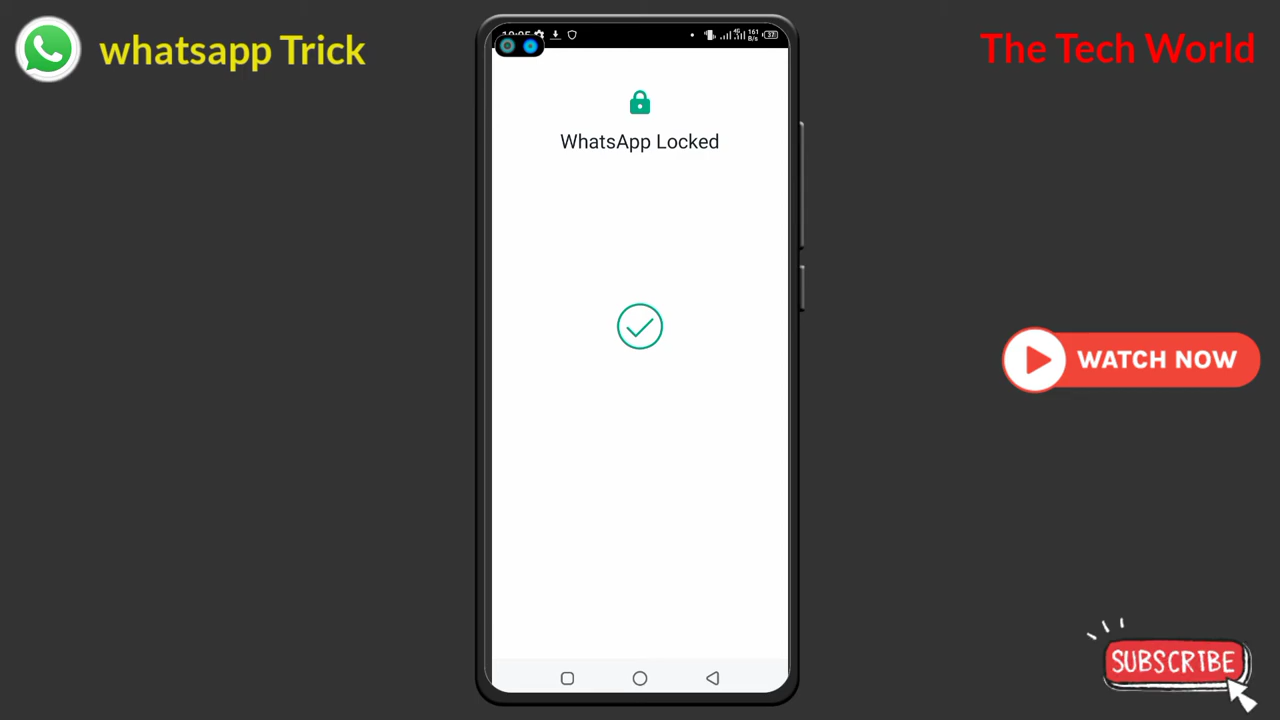 whatsapp Trick
The Tech World
WhatsApp Locked
WATCH NOW
SUBSCRIBE